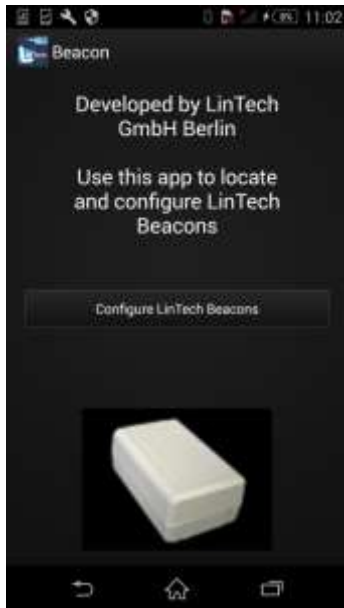 11:02
Beacon
Developed by LinTech
GmbH Berlin
Use this app to locate
and configure LinTech
Beacons
Configure LinTech Beacons